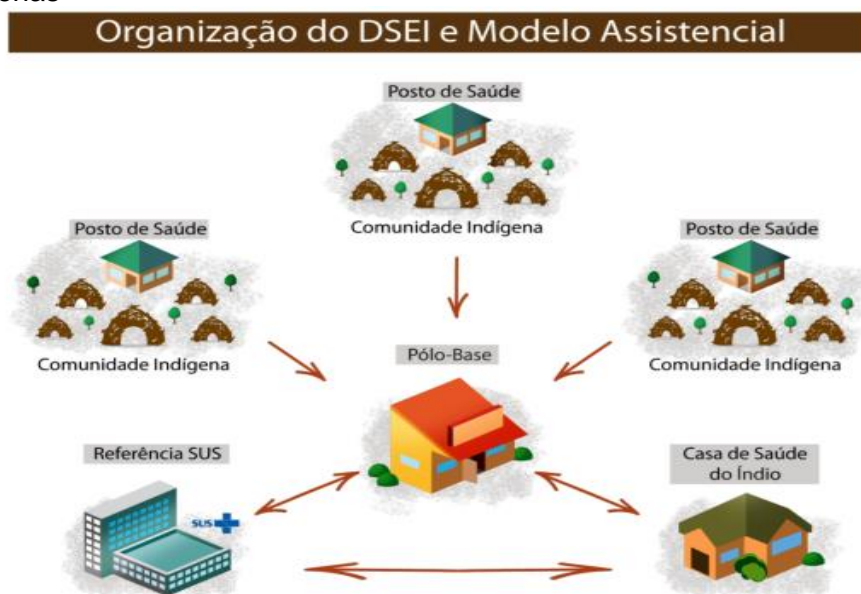 Organização do DSEI e Modelo Assistencial
Posto de Saúde
Comunidade Indígena
Posto de Saúde
Comunidade Indígena
Posto de Saúde
Comunidade Indígena
Pólo-Base
Referência SUS
SUS
Casa de Saúde
do Índio